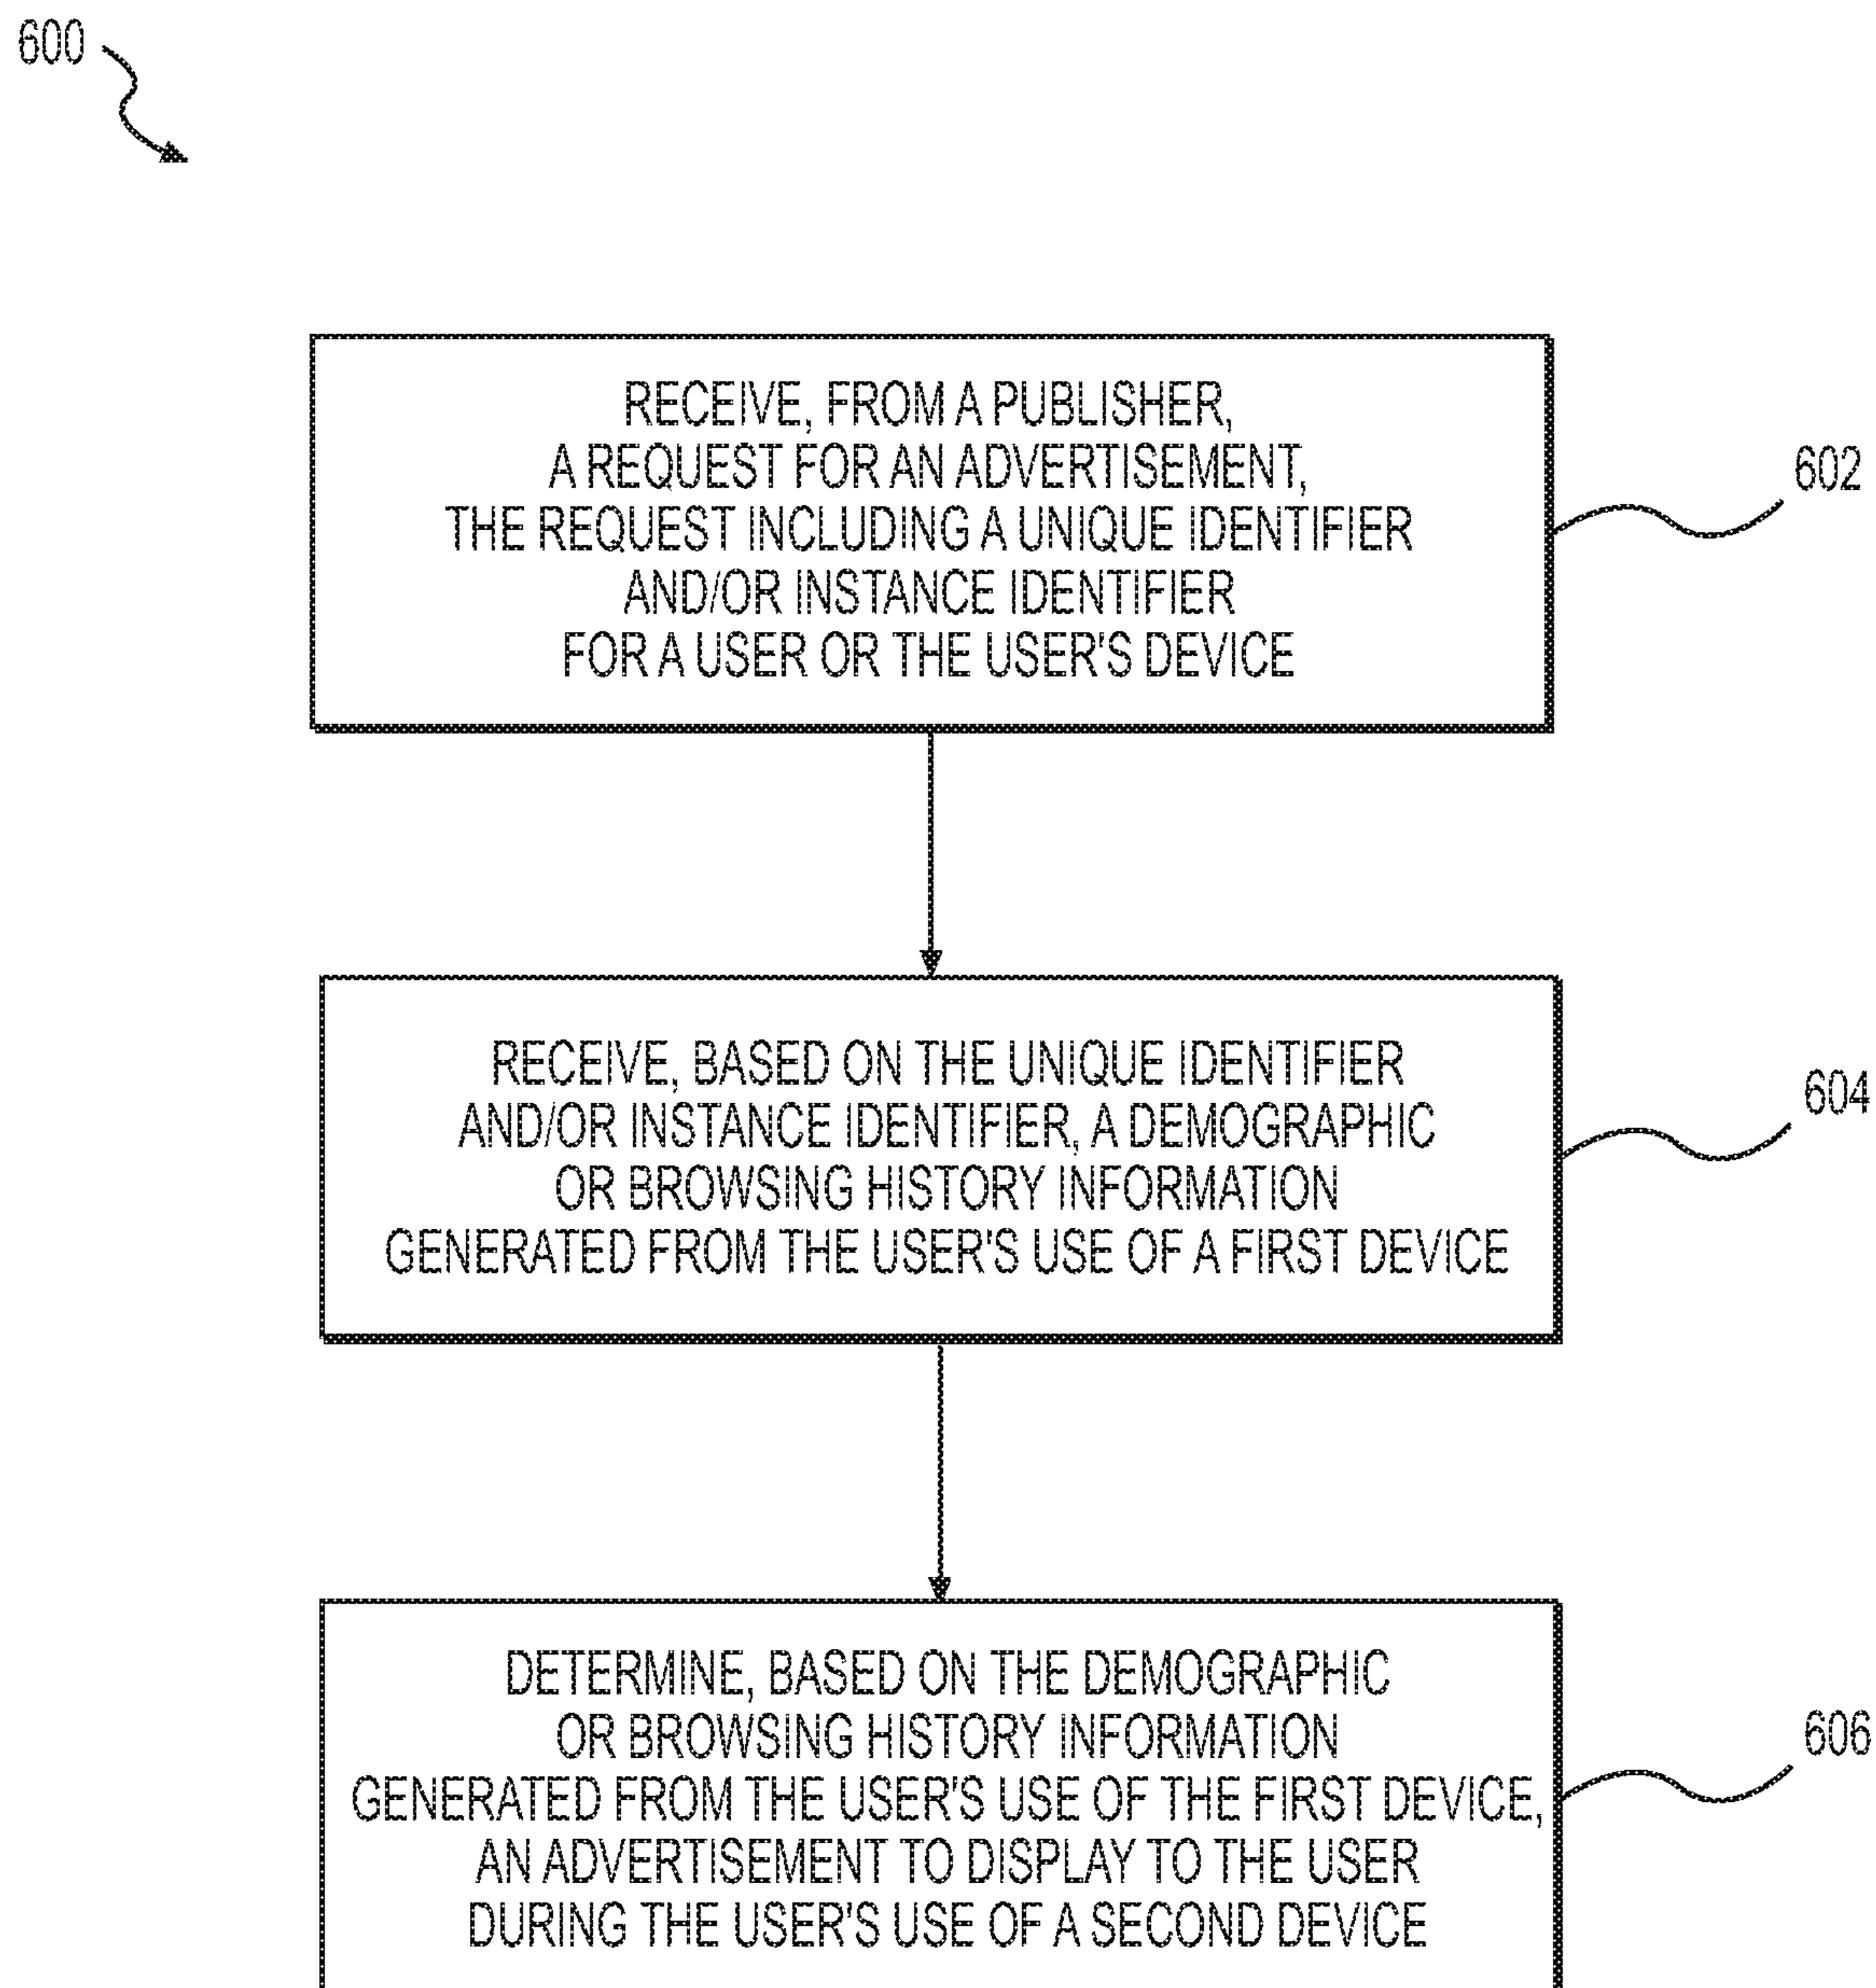 600
RECEIVE, FROM A PUBLISHER,
A REQUEST FOR AN ADVERTISEMENT,
THE REQUEST INCLUDING A UNIQUE IDENTIFIER
AND/OR INSTANCE IDENTIFIER
FOR A USER OR THE USER'S DEVICE
602
RECEIVE, BASED ON THE UNIQUE IDENTIFIER
AND/OR INSTANCE IDENTIFIER, A DEMOGRAPHIC
OR BROWSING HISTORY INFORMATION
GENERATED FROM THE USER'S USE OF A FIRST DEVICE
604
DETERMINE, BASED ON THE DEMOGRAPHIC
OR BROWSING HISTORY INFORMATION
GENERATED FROM THE USER'S USE OF THE FIRST DEVICE,
AN ADVERTISEMENT TO DISPLAY TO THE USER
DURING THE USER'S USE OF A SECOND DEVICE
606